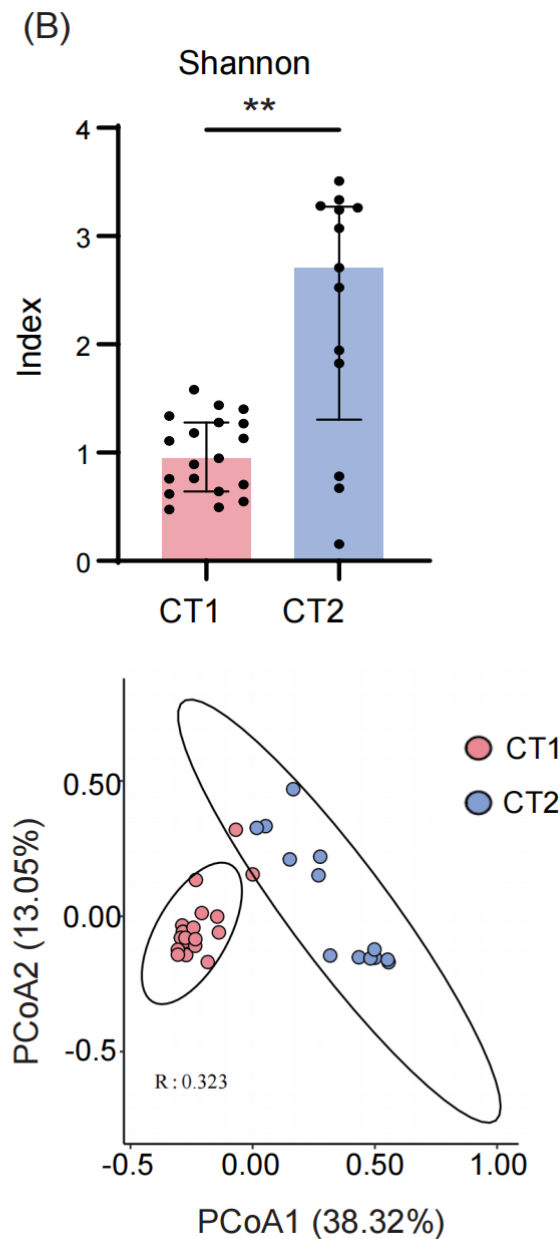 (B)
Shannon
**
4
3
2
1
0
Index
CT1
CT2
0.50
0.00
-0.5
PCoA2 (13.05%)
CT1
CT2
R : 0.323
-0.5
0.00
0.50
1.00
PCoA1 (38.32%)